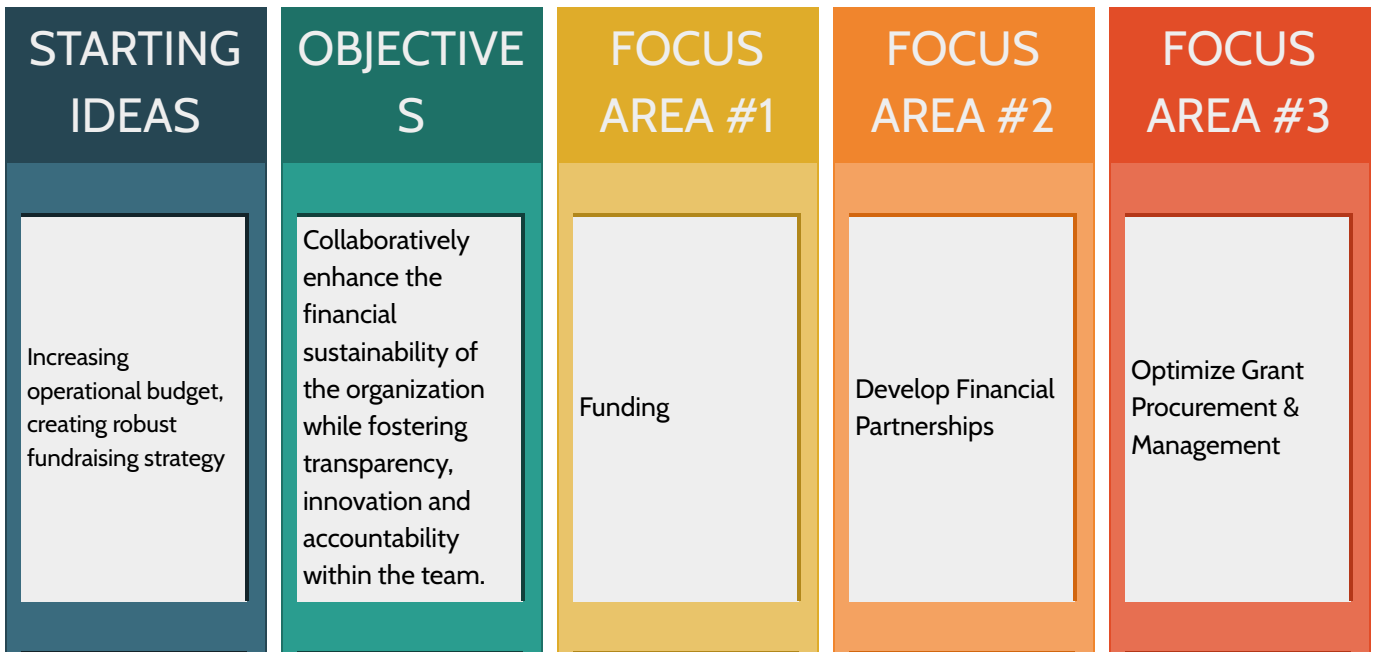 STARTING
IDEAS
OBJECTIVE
S
FOCUS
AREA #1
FOCUS
AREA #2
FOCUS
AREA #3
Increasing
operational budget,
creating robust
fundraising strategy
Collaboratively
enhance the
financial
sustainability of
the organization
while fostering
transparency,
innovation and
accountability
within the team.
Funding
Develop Financial
Partnerships
Optimize Grant
Procurement &
Management